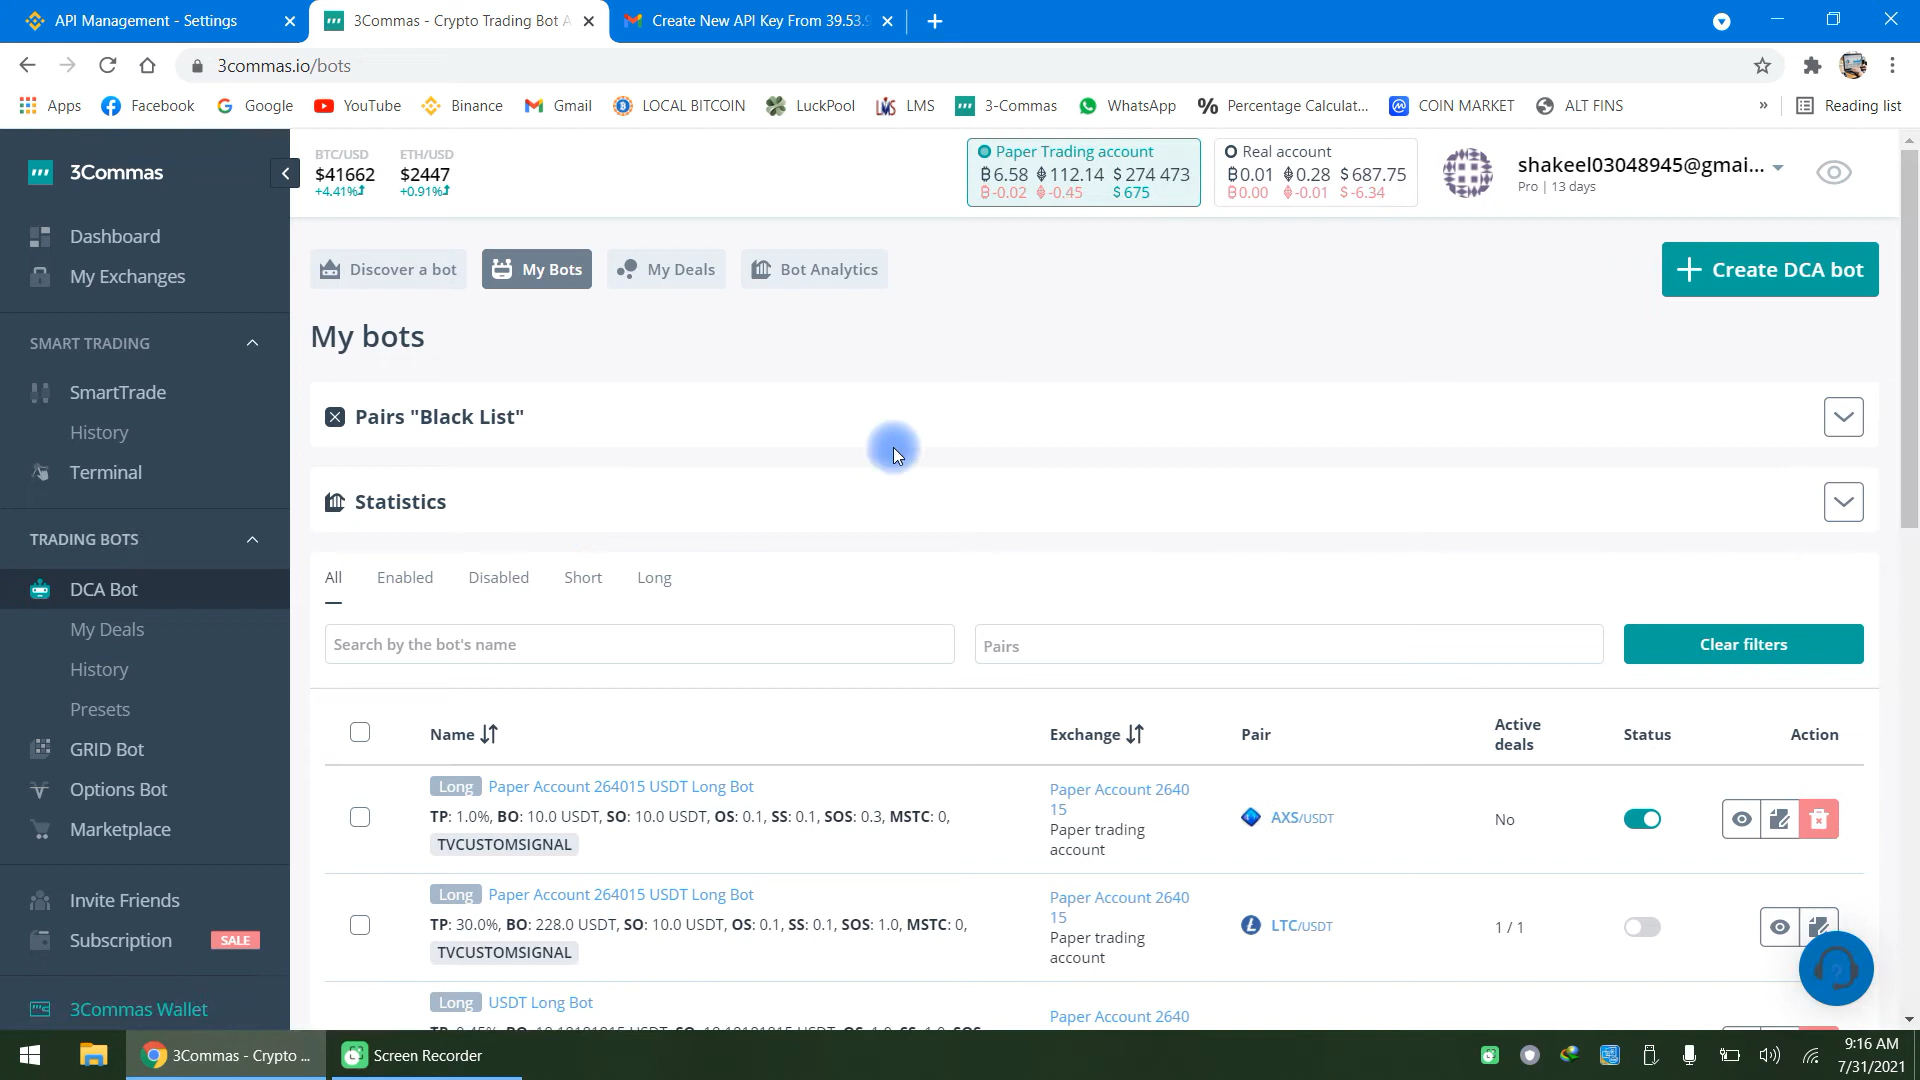 API Management - Settings
3Commas - Crypto Trading Bot A
Create New API Key From 39.53.9
3commas.io/bots
Apps Facebook Google YouTube Binance Gmail LOCAL BITCOIN LuckPool LMS 3-Commas WhatsApp Percentage Calculat... COIN MARKET ALT FINS » Reading list
3Commas
BTC/USD ETH/USD
$41662 $2447
+4.41% +0.91%
Paper Trading account
6.58 112.14 $ 274 473
-0.02 -0.45 $ 675
Real account
0.01 0.28 $ 687.75
0.00 -0.01 $ -6.34
shakeel03048945@gmai...
Pro | 13 days
Dashboard
My Exchanges
SMART TRADING
SmartTrade
History
Terminal
TRADING BOTS
DCA Bot
My Deals
History
Presets
GRID Bot
Options Bot
Marketplace
Invite Friends
Subscription SALE
3Commas Wallet
Discover a bot My Bots My Deals Bot Analytics
+ Create DCA bot
My bots
Pairs "Black List"
Statistics
All Enabled Disabled Short Long
Search by the bot's name Pairs Clear filters
Name Exchange Pair Active deals Status Action
Long Paper Account 264015 USDT Long Bot
TP: 1.0%, BO: 10.0 USDT, SO: 10.0 USDT, OS: 0.1, SS: 0.1, SOS: 0.3, MSTC: 0,
TVCUSTOMSIGNAL
Paper Account 2640
15
Paper trading
account
AXS/USDT
No
Long Paper Account 264015 USDT Long Bot
TP: 30.0%, BO: 228.0 USDT, SO: 10.0 USDT, OS: 0.1, SS: 0.1, SOS: 1.0, MSTC: 0,
TVCUSTOMSIGNAL
Paper Account 2640
15
Paper trading
account
LTC/USDT
1 / 1
Long USDT Long Bot
Paper Account 2640
3Commas - Crypto ...
Screen Recorder
9:16 AM
7/31/2021